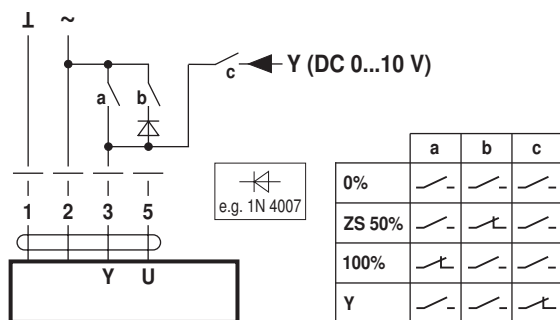 ⊥ ~
a b c Y (DC 0...10 V)
e.g. 1N 4007
1 2 3 5
Y U
a b c
0%
ZS 50%
100%
Y